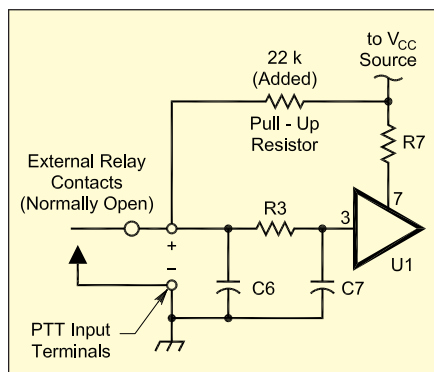 to VCC
Source
22 k
(Added)
Pull - Up
Resistor
R7
External Relay
Contacts
(Normally Open)
R3
3
7
U1
+
–
C6
C7
PTT Input
Terminals